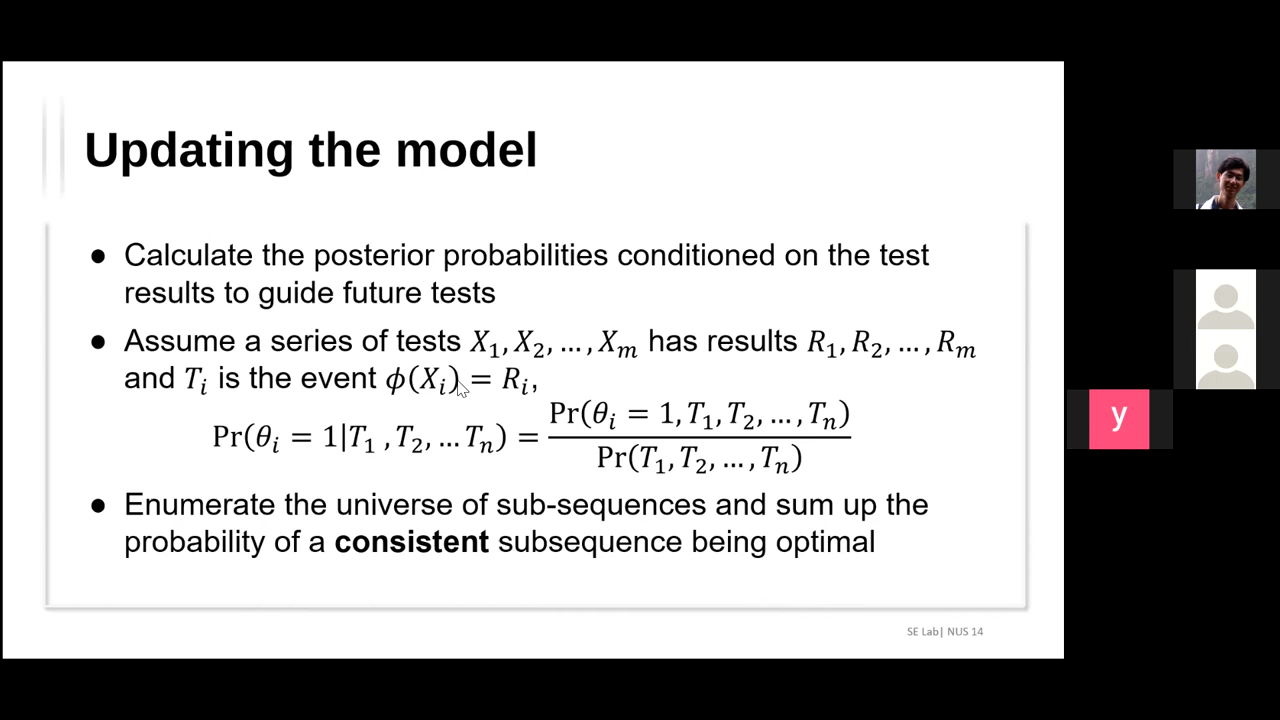 Updating the model
● Calculate the posterior probabilities conditioned on the test
results to guide future tests
● Assume a series of tests X₁, X₂, …, Xₘ has results R₁, R₂, …, Rₘ
and Tᵢ is the event ϕ(Xᵢ) = Rᵢ,
Pr(θᵢ = 1|T₁ , T₂, … Tₙ) = Pr(θᵢ = 1, T₁, T₂, …, Tₙ) / Pr(T₁, T₂, …, Tₙ)
● Enumerate the universe of sub-sequences and sum up the
probability of a consistent subsequence being optimal
SE Lab| NUS 14
y